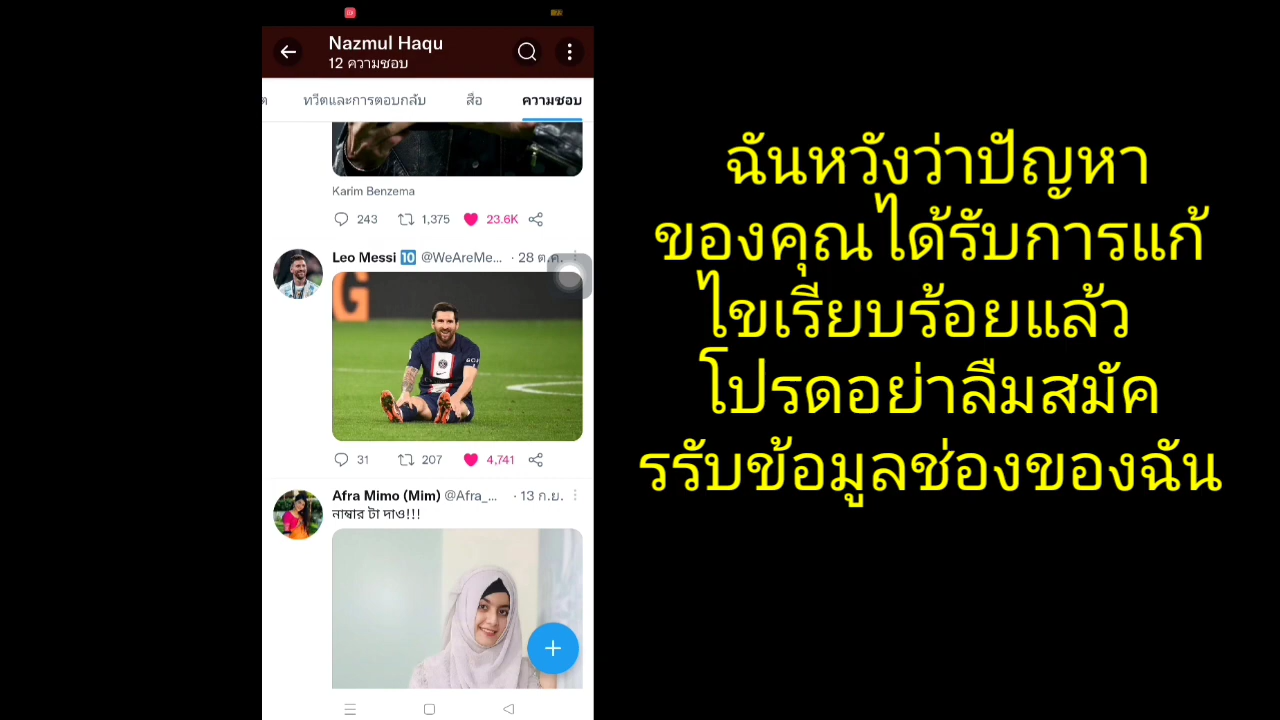 Nazmul Haqu
12 ความชอบ
ต ทวีตและการตอบกลับ สื่อ ความชอบ
Karim Benzema
243 1,375 23.6K
Leo Messi 🔟 @WeAreMe... · 28 ต.ค.
G
31 207 4,741
Afra Mimo (Mim) @Afra_... · 13 ก.ย.
নাম্বার টা দাও!!!
ฉันหวังว่าปัญหา
ของคุณได้รับการแก้
ไขเรียบร้อยแล้ว
โปรดอย่าลืมสมัค
รรับข้อมูลช่องของฉัน